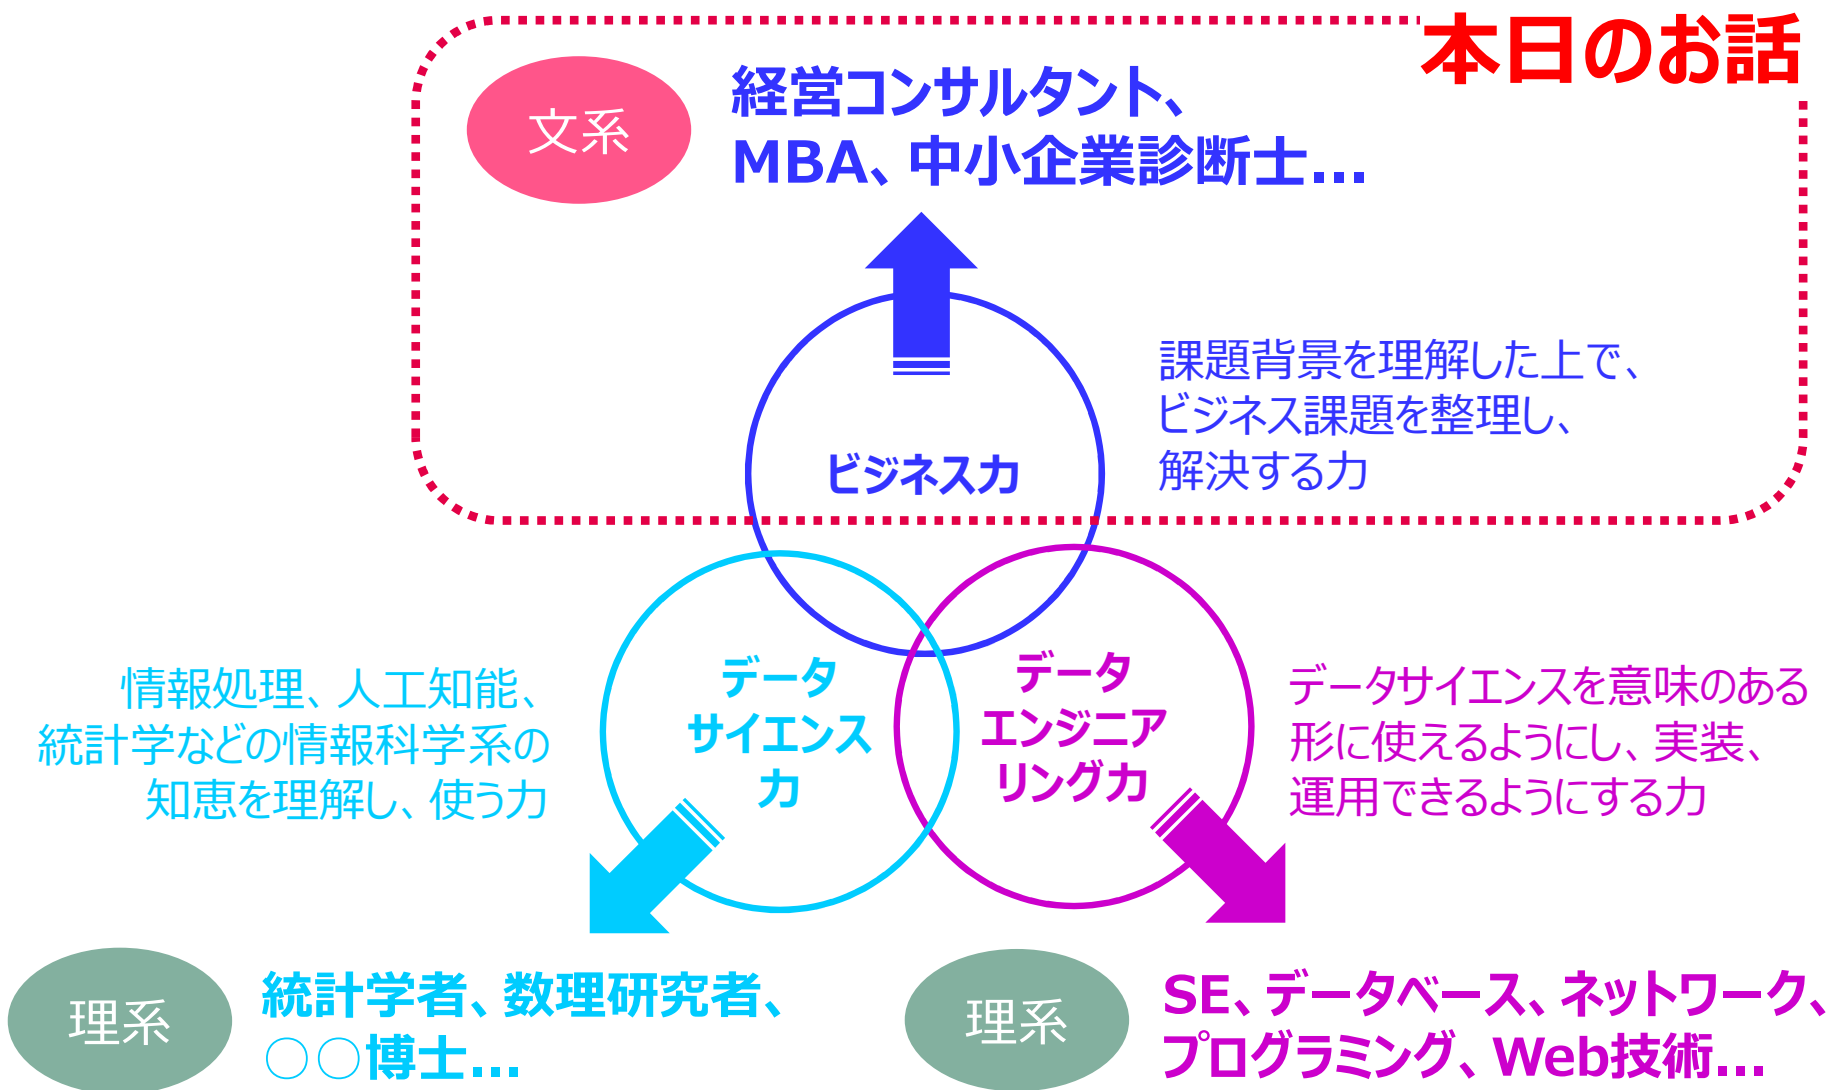 本日のお話
文系
経営コンサルタント、
MBA、中小企業診断士...
課題背景を理解した上で、
ビジネス課題を整理し、
解決する力
ビジネス力
情報処理、人工知能、
統計学などの情報科学系の
知恵を理解し、使う力
データ
サイエンス
力
データ
エンジニア
リング力
データサイエンスを意味のある
形に使えるようにし、実装、
運用できるようにする力
理系
統計学者、数理研究者、
○○博士...
理系
SE、データベース、ネットワーク、
プログラミング、Web技術...